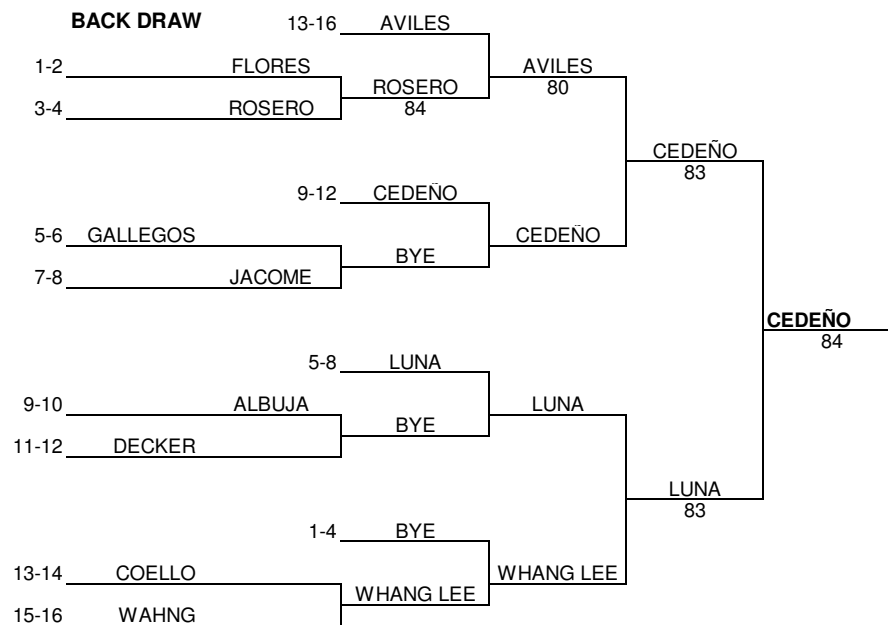 BACK DRAW
13-16 AVILES
1-2 FLORES AVILES
ROSERO 80
3-4 ROSERO 84
CEDEÑO
83
9-12 CEDEÑO
5-6 GALLEGOS CEDEÑO
BYE
7-8 JACOME
CEDEÑO
84
5-8 LUNA
9-10 ALBUJA LUNA
BYE
11-12 DECKER
LUNA
83
1-4 BYE
13-14 COELLO WHANG LEE
WHANG LEE
15-16 WAHNG